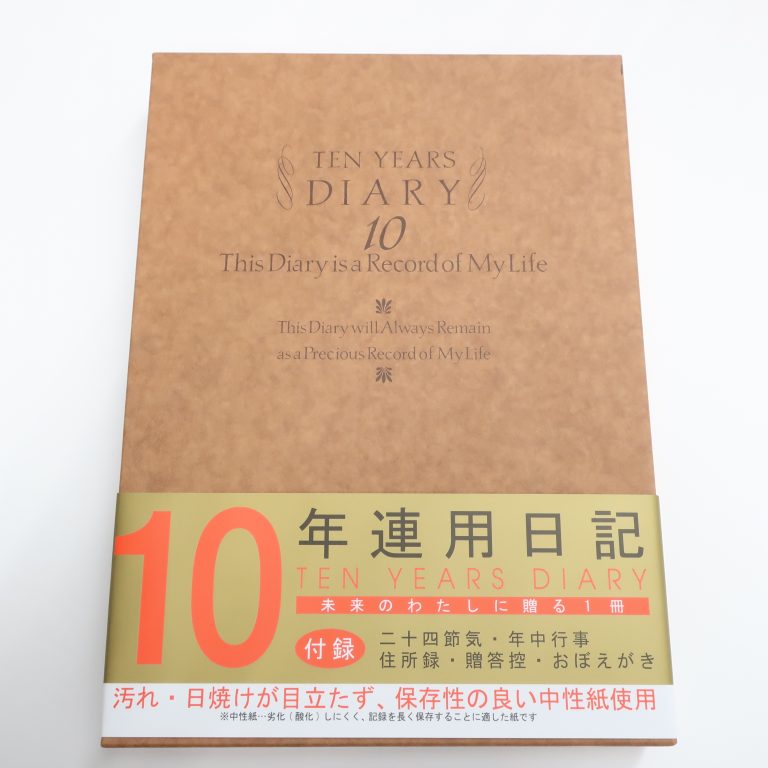 TEN YEARS
DIARY
10
This Diary is a Record of My Life
This Diary will Always Remain
as a Precious Record of My Life
10年連用日記
TEN YEARS DIARY
未来のわたしに贈る1冊
付録
二十四節気・年中行事
住所録・贈答控・おぼえがき
汚れ・日焼けが目立たず、保存性の良い中性紙使用
※中性紙…劣化(酸化)しにくく、記録を長く保存することに適した紙です